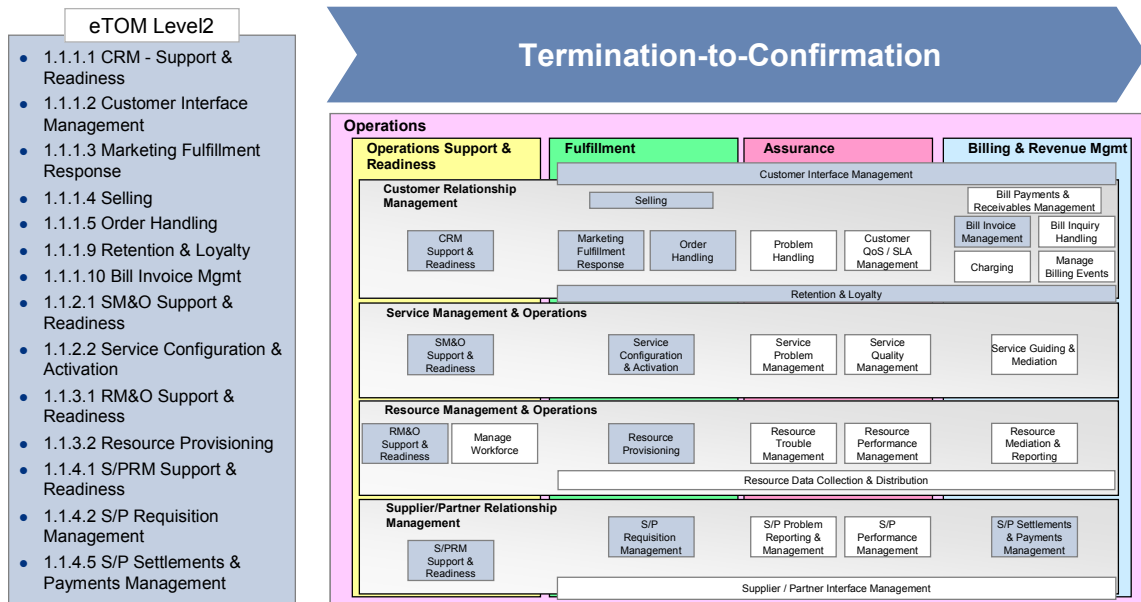 eTOM Level2
1.1.1.1 CRM - Support &
Readiness
1.1.1.2 Customer Interface
Management
1.1.1.3 Marketing Fulfillment
Response
1.1.1.4 Selling
1.1.1.5 Order Handling
1.1.1.9 Retention & Loyalty
1.1.1.10 Bill Invoice Mgmt
1.1.2.1 SM&O Support &
Readiness
1.1.2.2 Service Configuration &
Activation
1.1.3.1 RM&O Support &
Readiness
1.1.3.2 Resource Provisioning
1.1.4.1 S/PRM Support &
Readiness
1.1.4.2 S/P Requisition
Management
1.1.4.5 S/P Settlements &
Payments Management
Termination-to-Confirmation
Operations
Operations Support &
Readiness
Fulfillment
Assurance
Billing & Revenue Mgmt
Customer Interface Management
Customer Relationship
Management
Selling
Bill Payments &
Receivables Management
CRM
Support &
Readiness
Marketing
Fulfillment
Response
Order
Handling
Problem
Handling
Customer
QoS / SLA
Management
Bill Invoice
Management
Bill Inquiry
Handling
Charging
Manage
Billing Events
Retention & Loyalty
Service Management & Operations
SM&O
Support &
Readiness
Service
Configuration
& Activation
Service
Problem
Management
Service
Quality
Management
Service Guiding &
Mediation
Resource Management & Operations
RM&O
Support &
Readiness
Manage
Workforce
Resource
Provisioning
Resource
Trouble
Management
Resource
Performance
Management
Resource
Mediation &
Reporting
Resource Data Collection & Distribution
Supplier/Partner Relationship
Management
S/PRM
Support &
Readiness
S/P
Requisition
Management
S/P Problem
Reporting &
Management
S/P
Performance
Management
S/P Settlements
& Payments
Management
Supplier / Partner Interface Management